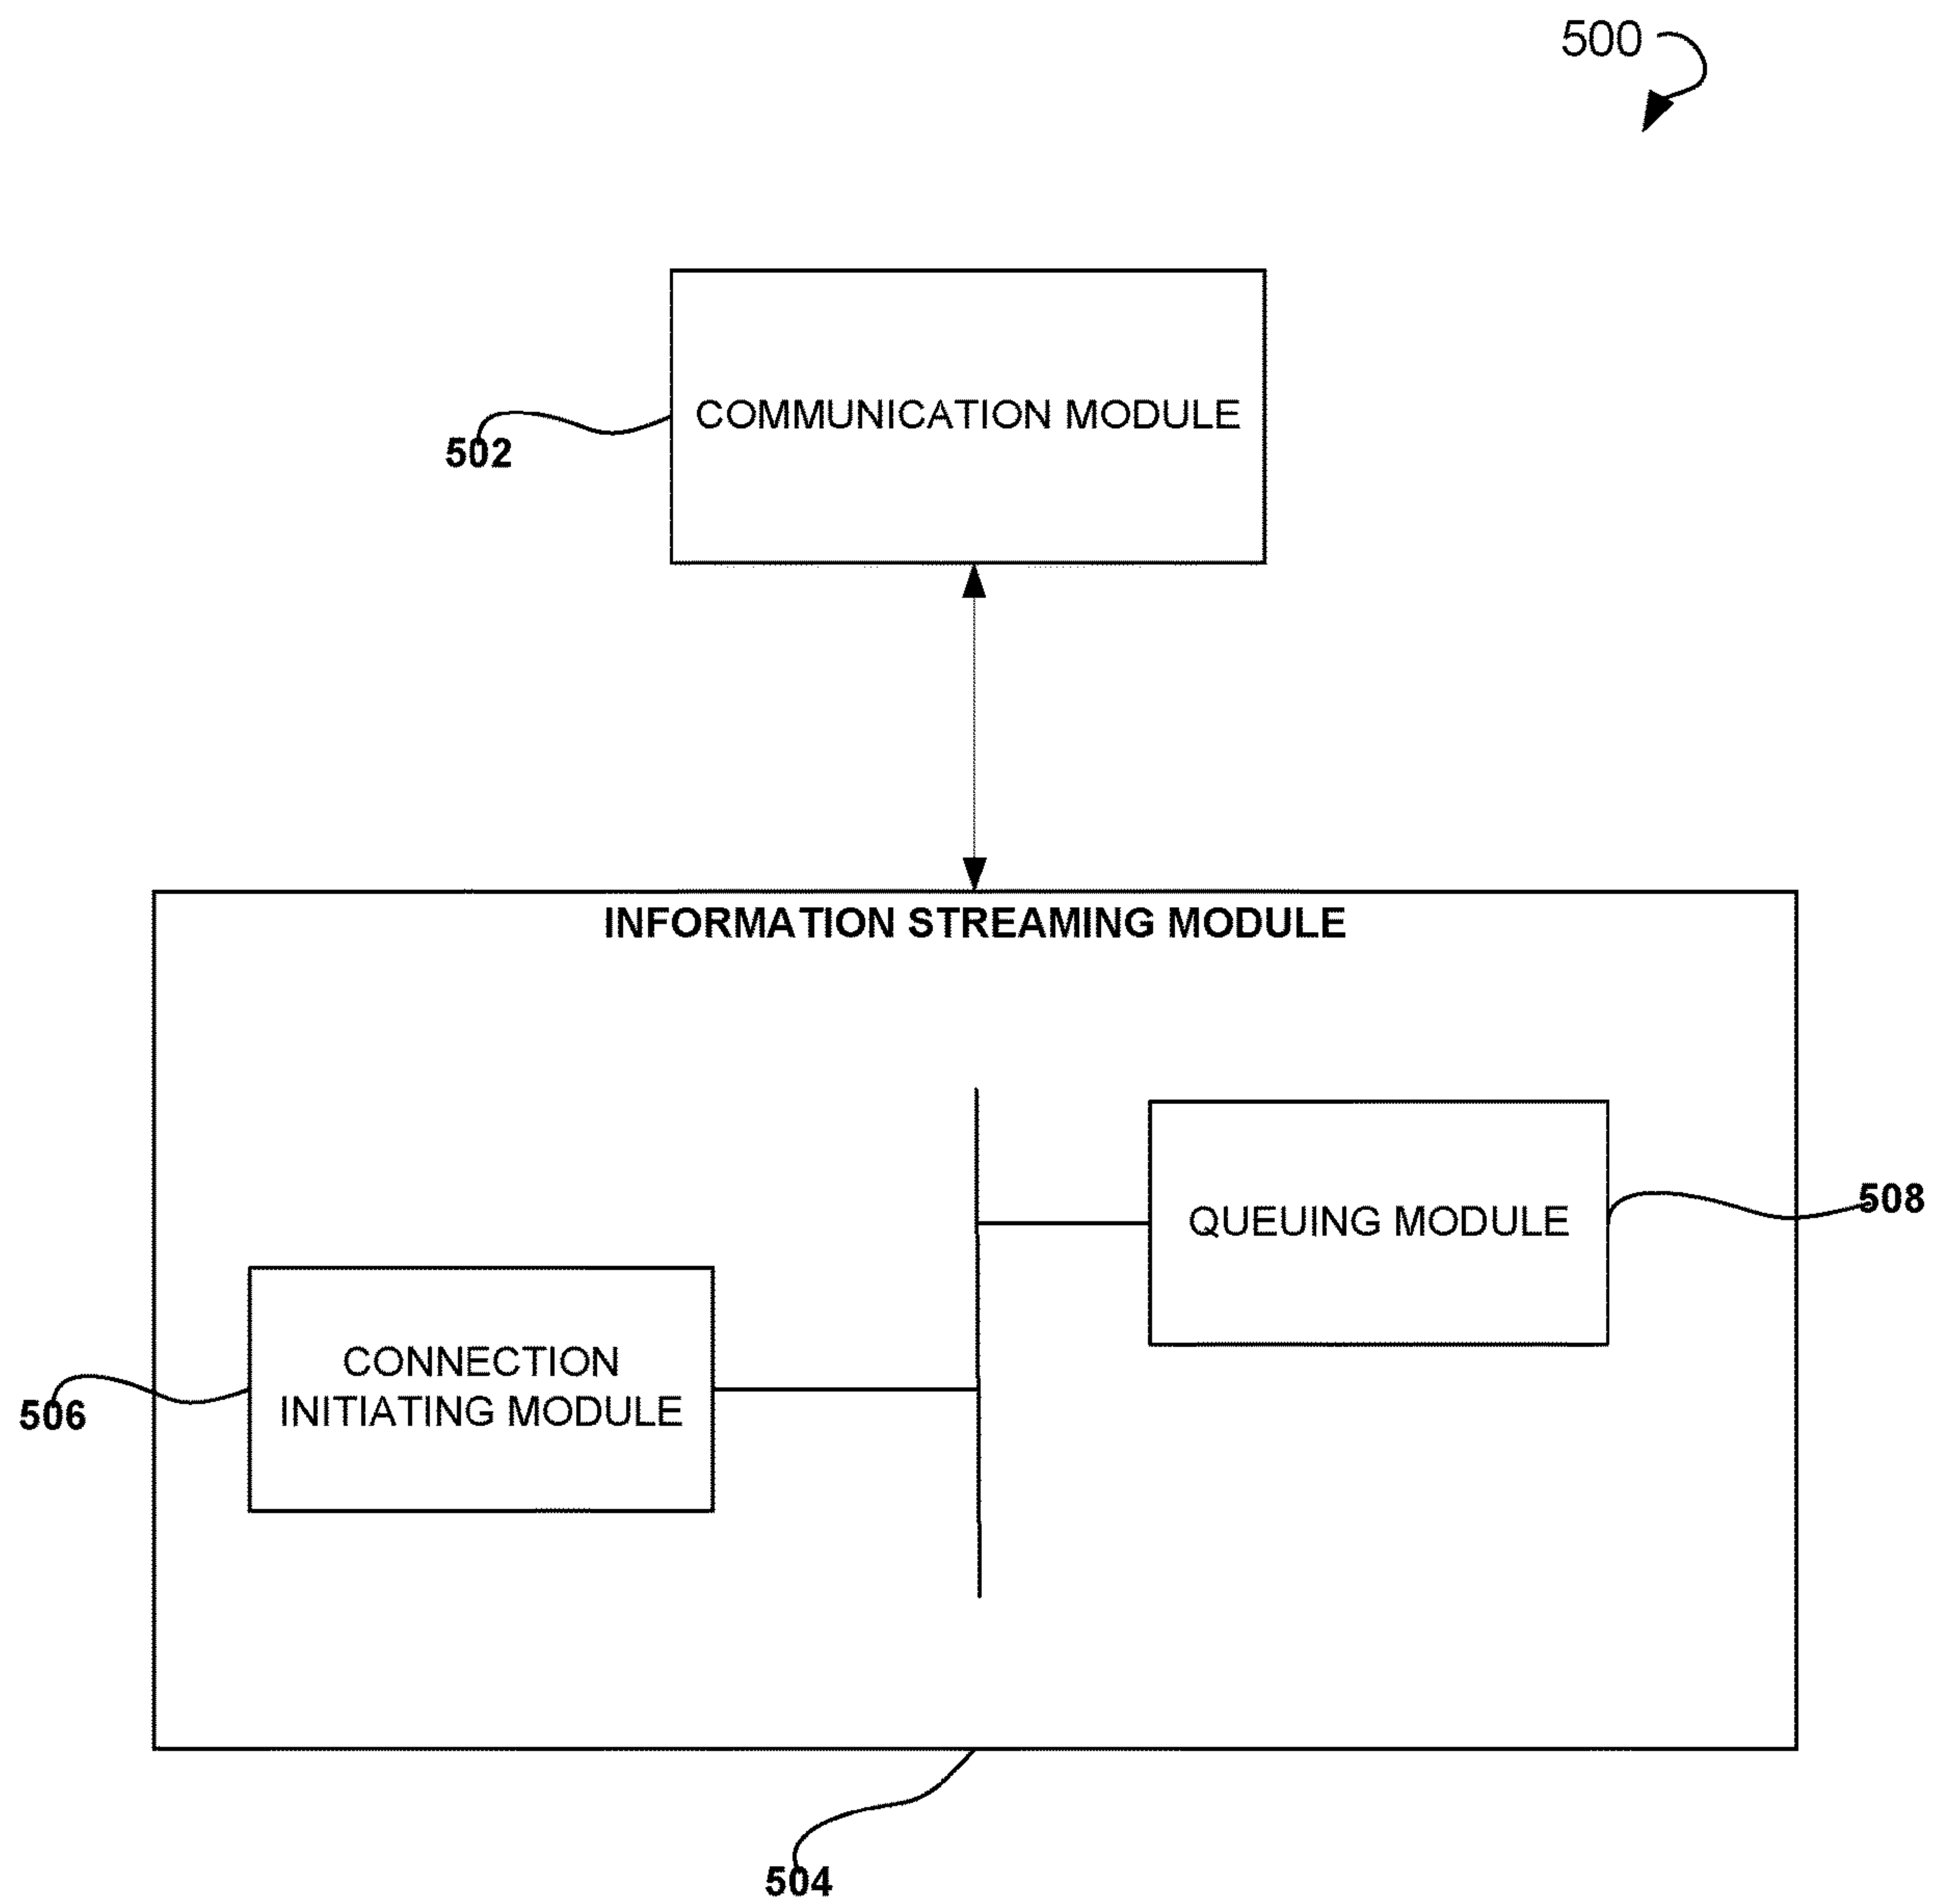 500
COMMUNICATION MODULE
502
INFORMATION STREAMING MODULE
QUEUING MODULE
508
CONNECTION
INITIATING MODULE
506
504